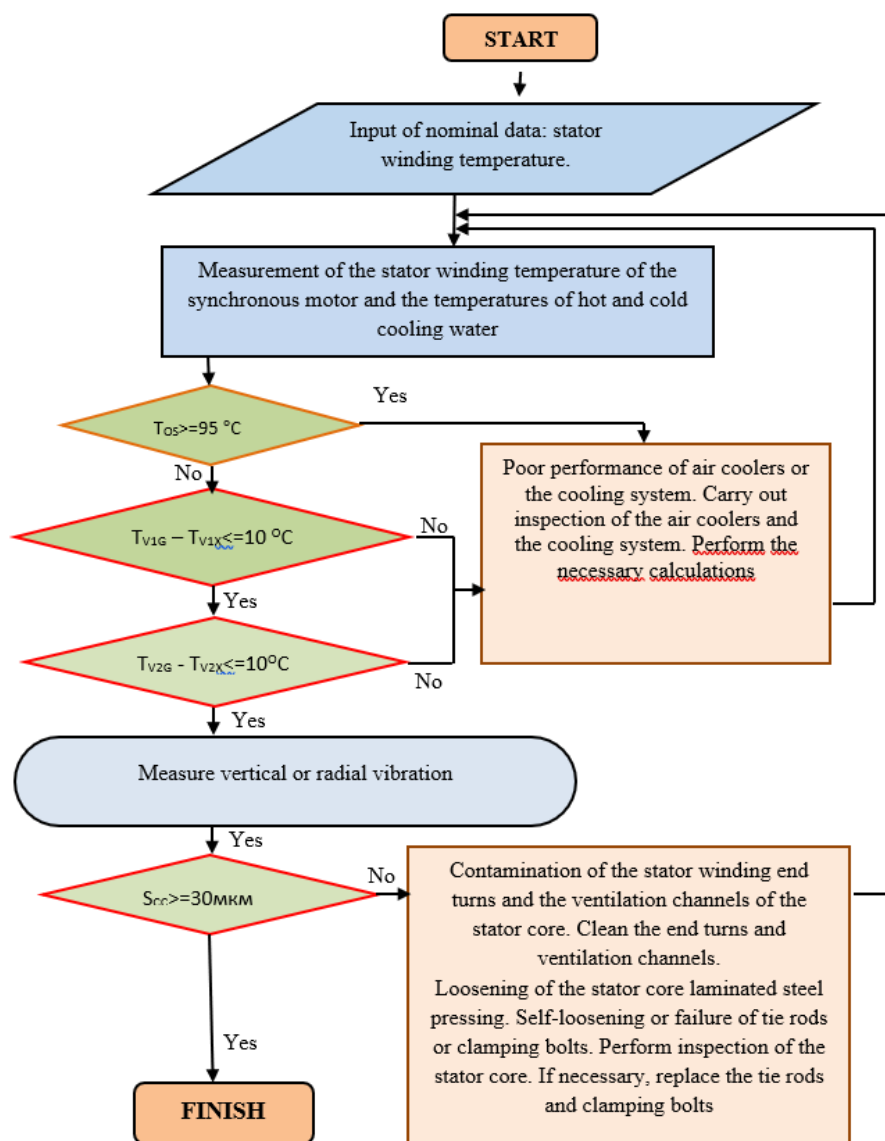 START
Input of nominal data: stator
winding temperature.
Measurement of the stator winding temperature of the
synchronous motor and the temperatures of hot and cold
cooling water
Yes
TOS>=95 °C
No
Poor performance of air coolers or
the cooling system. Carry out
inspection of the air coolers and
the cooling system. Perform the
necessary calculations
TV1G – TV1X<=10 °C
No
Yes
TV2G - TV2X<=10°C
No
Yes
Measure vertical or radial vibration
Yes
SCC>=30мкм
No
Contamination of the stator winding end
turns and the ventilation channels of the
stator core. Clean the end turns and
ventilation channels.
Loosening of the stator core laminated steel
pressing. Self-loosening or failure of tie rods
or clamping bolts. Perform inspection of the
stator core. If necessary, replace the tie rods
and clamping bolts
Yes
FINISH